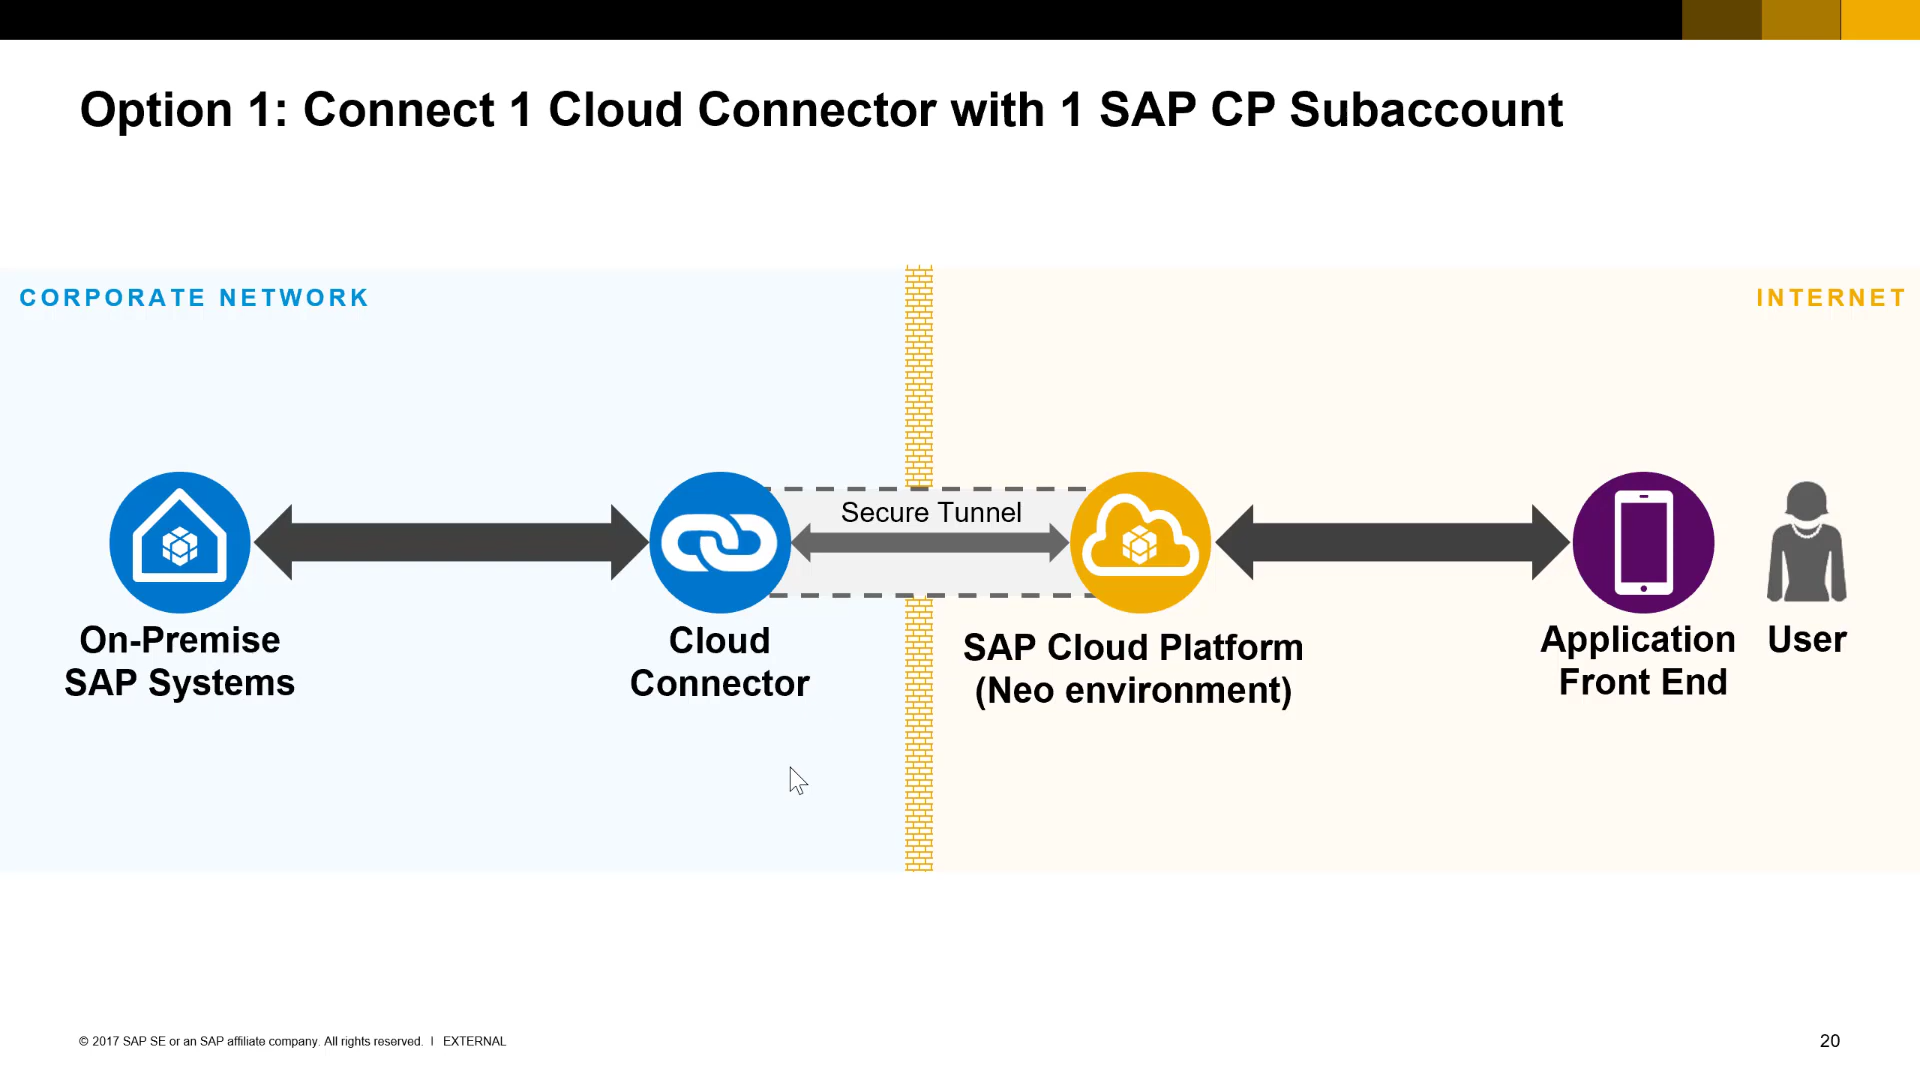 Option 1: Connect 1 Cloud Connector with 1 SAP CP Subaccount
CORPORATE NETWORK
INTERNET
Secure Tunnel
On-Premise
SAP Systems
Cloud
Connector
SAP Cloud Platform
(Neo environment)
Application
Front End
User
© 2017 SAP SE or an SAP affiliate company. All rights reserved. I EXTERNAL
20